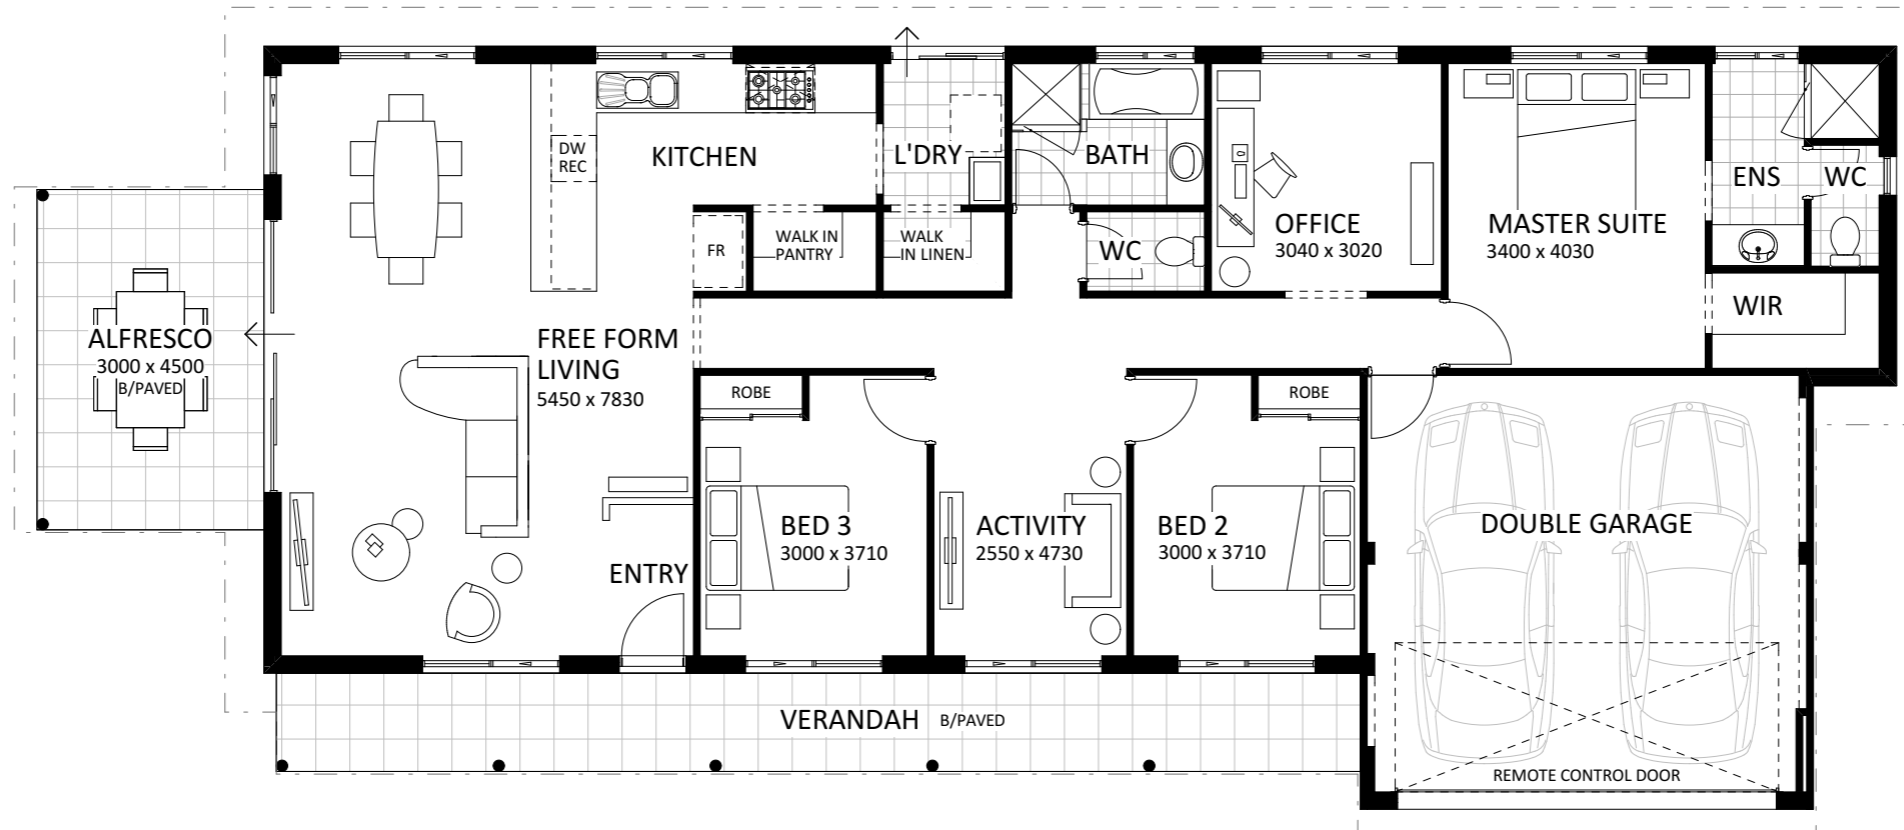 DW
REC
KITCHEN
L'DRY
BATH
ENS
WC
OFFICE
3040 x 3020
MASTER SUITE
3400 x 4030
FR
WALK IN
PANTRY
WALK
IN LINEN
WC
WIR
ALFRESCO
3000 x 4500
B/PAVED
FREE FORM
LIVING
5450 x 7830
ROBE
ROBE
BED 3
3000 x 3710
ACTIVITY
2550 x 4730
BED 2
3000 x 3710
DOUBLE GARAGE
ENTRY
VERANDAH B/PAVED
REMOTE CONTROL DOOR